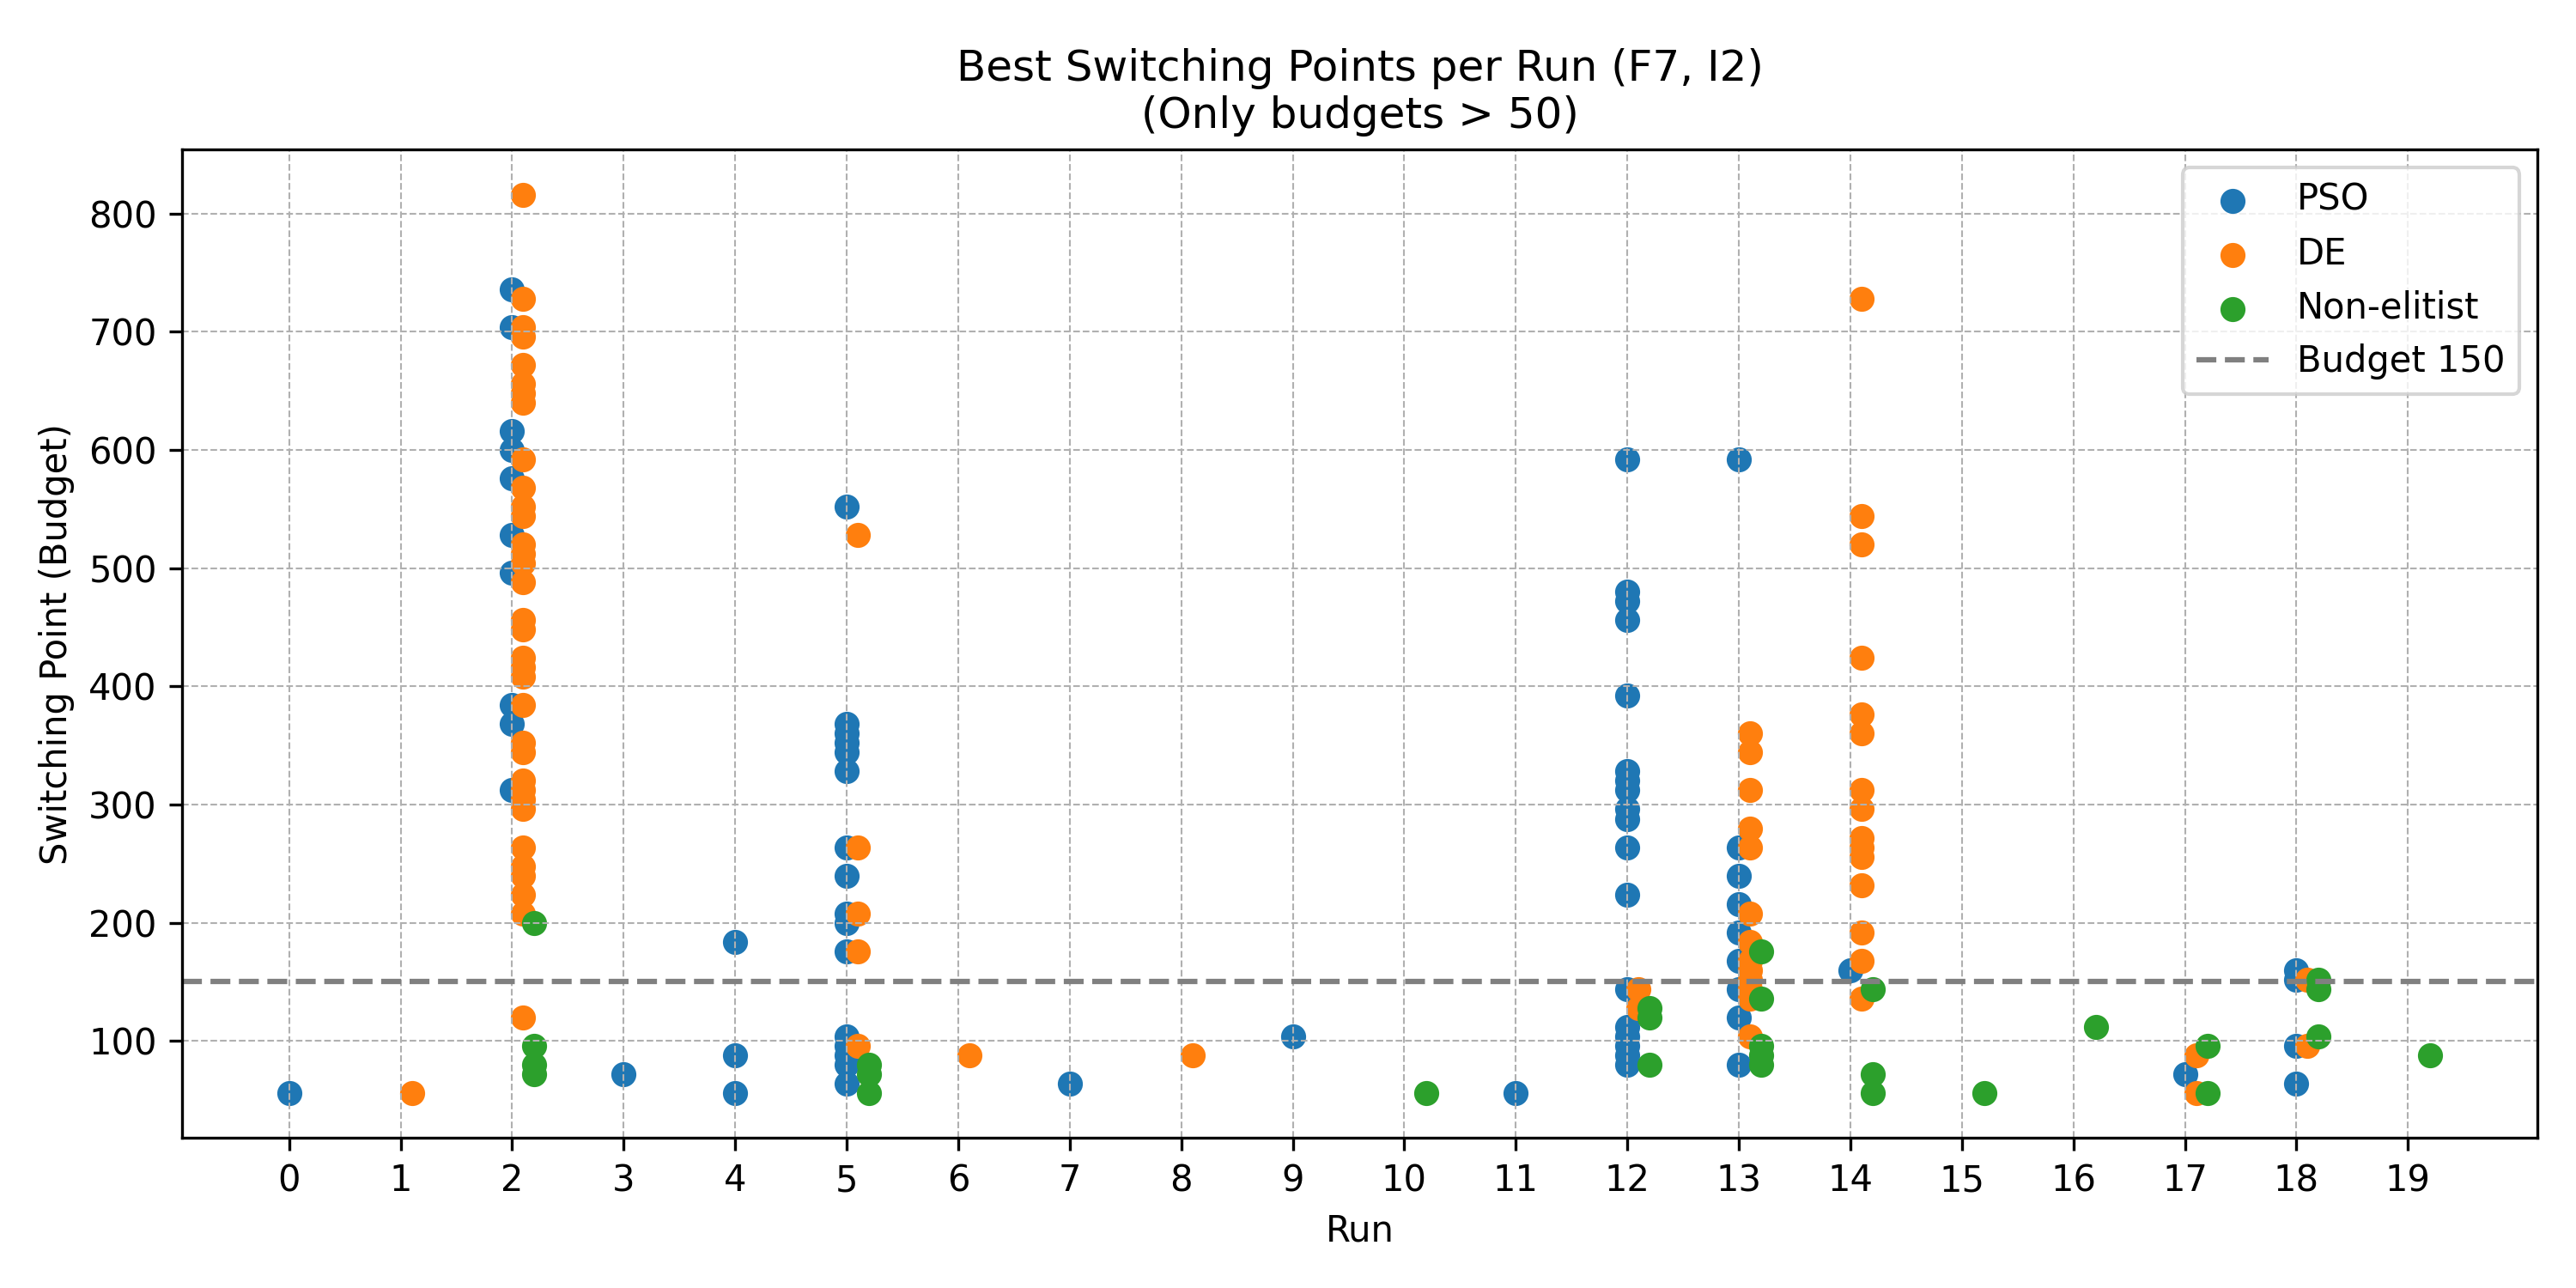 Best Switching Points per Run (F7, I2)
(Only budgets > 50)
Switching Point (Budget)
800
700
600
500
400
300
200
100
PSO
DE
Non-elitist
Budget 150
0 1 2 3 4 5 6 7 8 9 10 11 12 13 14 15 16 17 18 19
Run